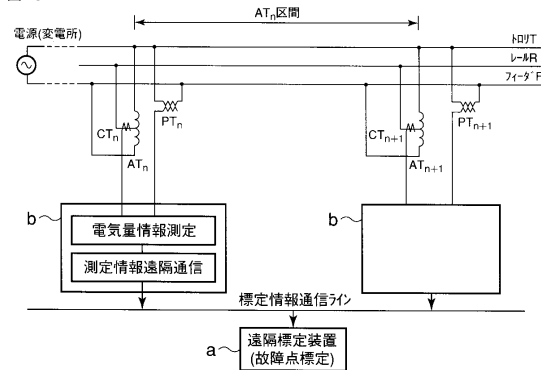 ATn区間
電源(変電所)
トロリT
レールR
フィーダF
CTn
PTn
ATn
CTn+1
PTn+1
ATn+1
b
電気量情報測定
測定情報遠隔通信
b
標定情報通信ライン
a
遠隔標定装置
(故障点標定)